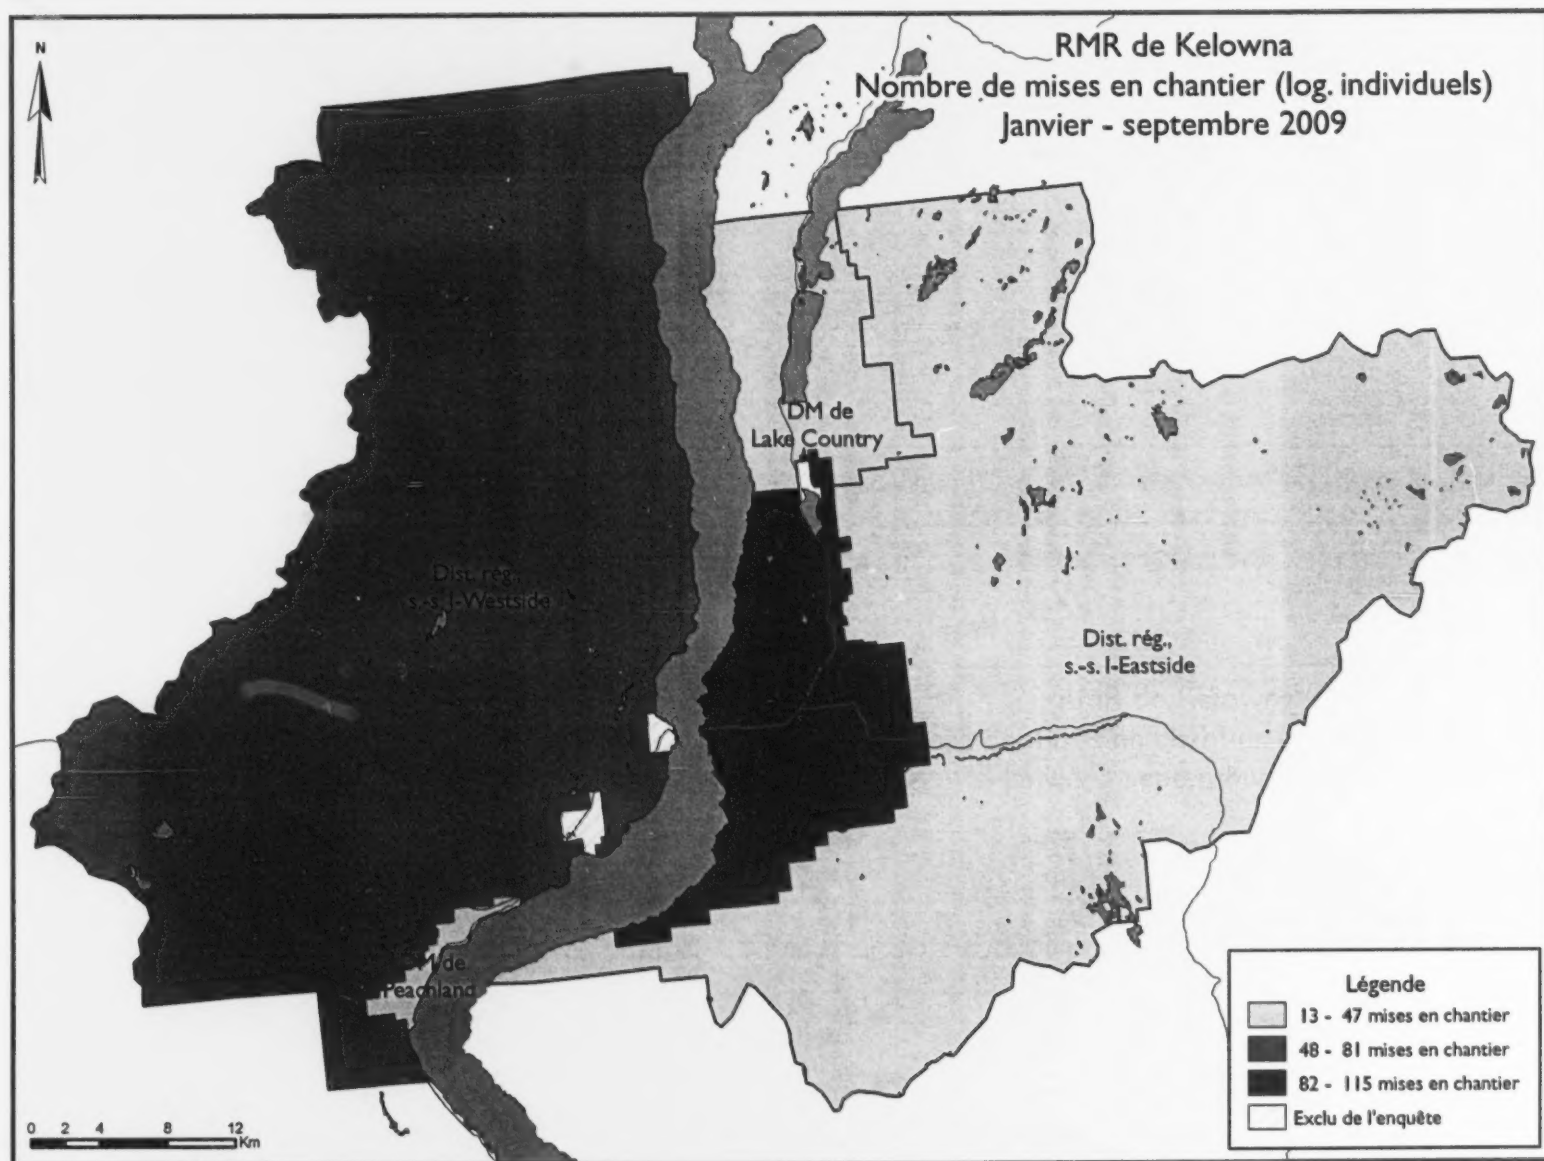 N
RMR de Kelowna
Nombre de mises en chantier (log. individuels)
Janvier - septembre 2009
DM de
Lake Country
Dist. rég.,
s.-s. I-Westside
Dist. rég.,
s.-s. I-Eastside
DM de
Peachland
Légende
13 - 47 mises en chantier
48 - 81 mises en chantier
82 - 115 mises en chantier
Exclu de l'enquête
0 2 4 8 12
Km